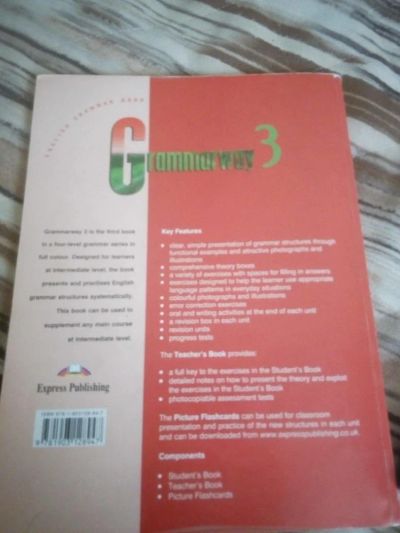 ENGLISH GRAMMAR BOOK
Grammarway 3
Grammarway 3 is the third book
in a four-level grammar series in
full colour. Designed for learners
at intermediate level, the book
presents and practises English
grammar structures systematically.
This book can be used to
supplement any main course
at intermediate level.
Express Publishing
9 781903 128947
Key Features
clear, simple presentation of grammar structures through
functional examples and attractive photographs and
illustrations
comprehensive theory boxes
a variety of exercises with spaces for filling in answers
exercises designed to help the learner use appropriate
language patterns in everyday situations
colourful photographs and illustrations
error correction exercises
oral and writing activities at the end of each unit
a revision box in each unit
revision units
progress tests
The Teacher's Book provides:
a full key to the exercises in the Student's Book
detailed notes on how to present the theory and exploit
the exercises in the Student's Book
photocopiable assessment tests
The Picture Flashcards can be used for classroom
presentation and practice of the new structures in each unit
and can be downloaded from www.expresspublishing.co.uk.
Components
Student's Book
Teacher's Book
Picture Flashcards